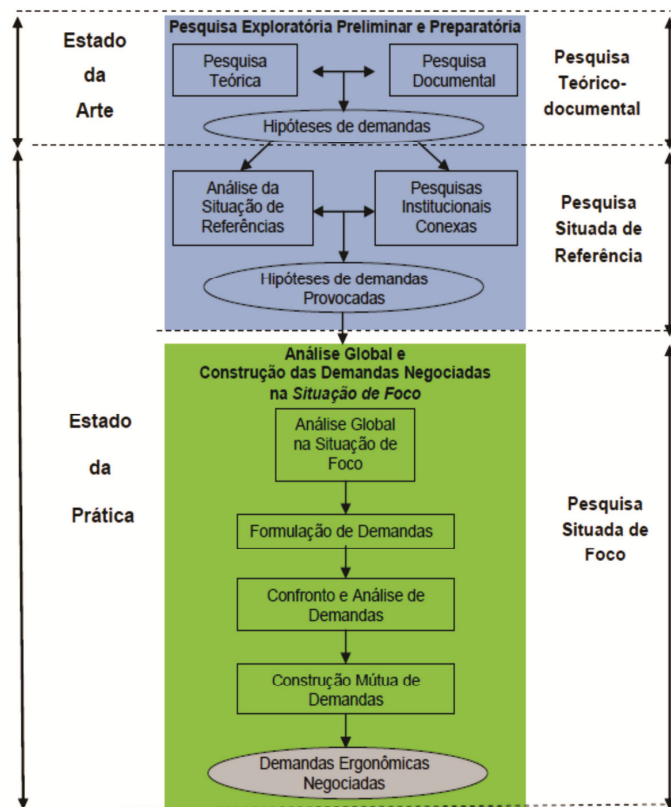 Pesquisa Exploratória Preliminar e Preparatória
Estado
da
Arte
Pesquisa
Teórica
Pesquisa
Documental
Pesquisa
Teórico-
documental
Hipóteses de demandas
Análise da
Situação de
Referências
Pesquisas
Institucionais
Conexas
Pesquisa
Situada de
Referência
Hipóteses de demandas
Provocadas
Análise Global e
Construção das Demandas Negociadas
na Situação de Foco
Estado
da
Prática
Análise Global
na Situação de
Foco
Formulação de Demandas
Confronto e Análise de
Demandas
Construção Mútua de
Demandas
Demandas Ergonômicas
Negociadas
Pesquisa
Situada de
Foco